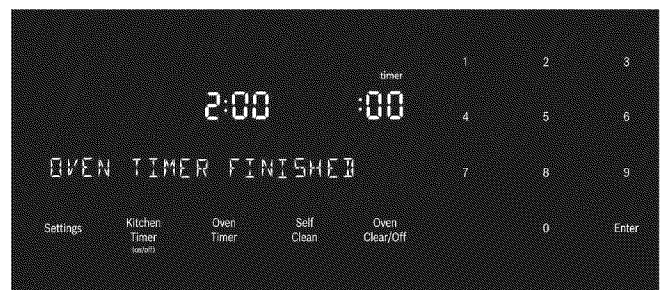 1 2 3
timer
2:00 :00
4 5 6
OVEN TIMER FINISHED
7 8 9
Settings
Kitchen
Timer
(on/off)
Oven
Timer
Self
Clean
Oven
Clear/Off
0
Enter